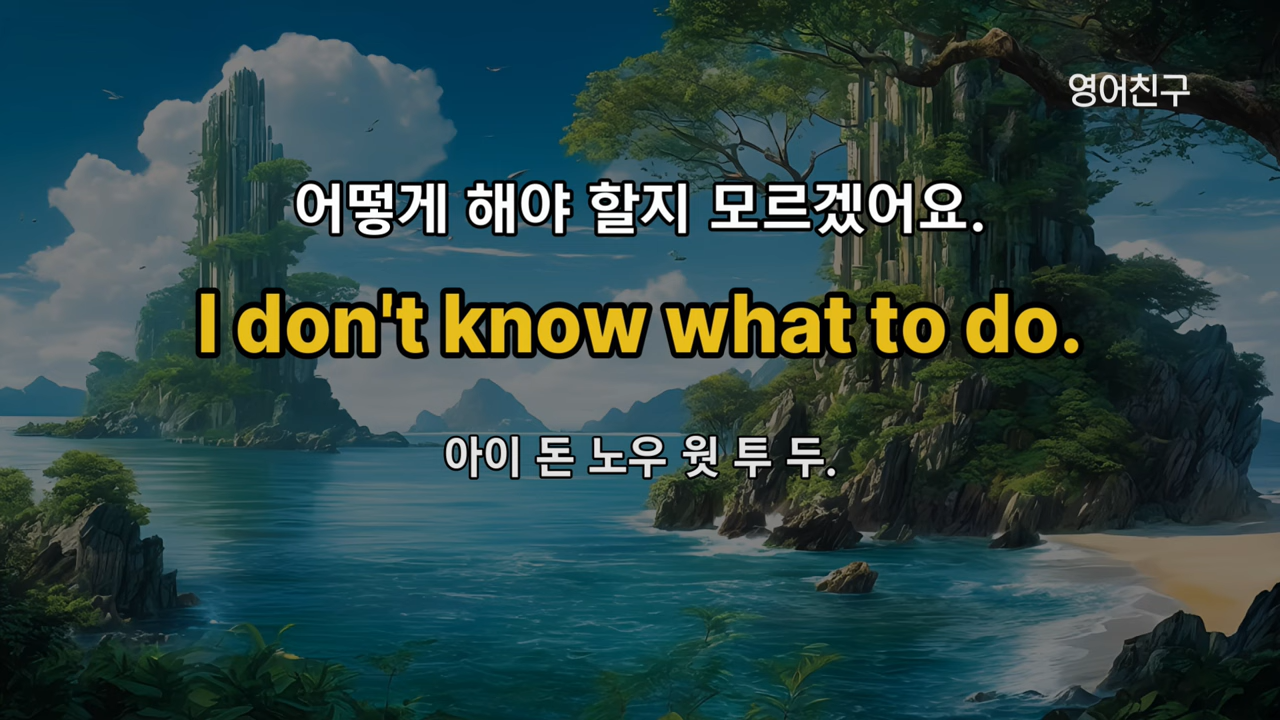 영어친구
어떻게 해야 할지 모르겠어요.
I don't know what to do.
아이 돈 노우 웟 투 두.